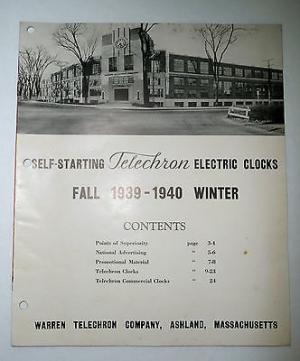 SELF-STARTING Telechron ELECTRIC CLOCKS
FALL 1939-1940 WINTER
CONTENTS
Points of Superiority page 3-4
National Advertising " 5-6
Promotional Material " 7-8
Telechron Clocks " 9-23
Telechron Commercial Clocks " 24
WARREN TELECHRON COMPANY, ASHLAND, MASSACHUSETTS